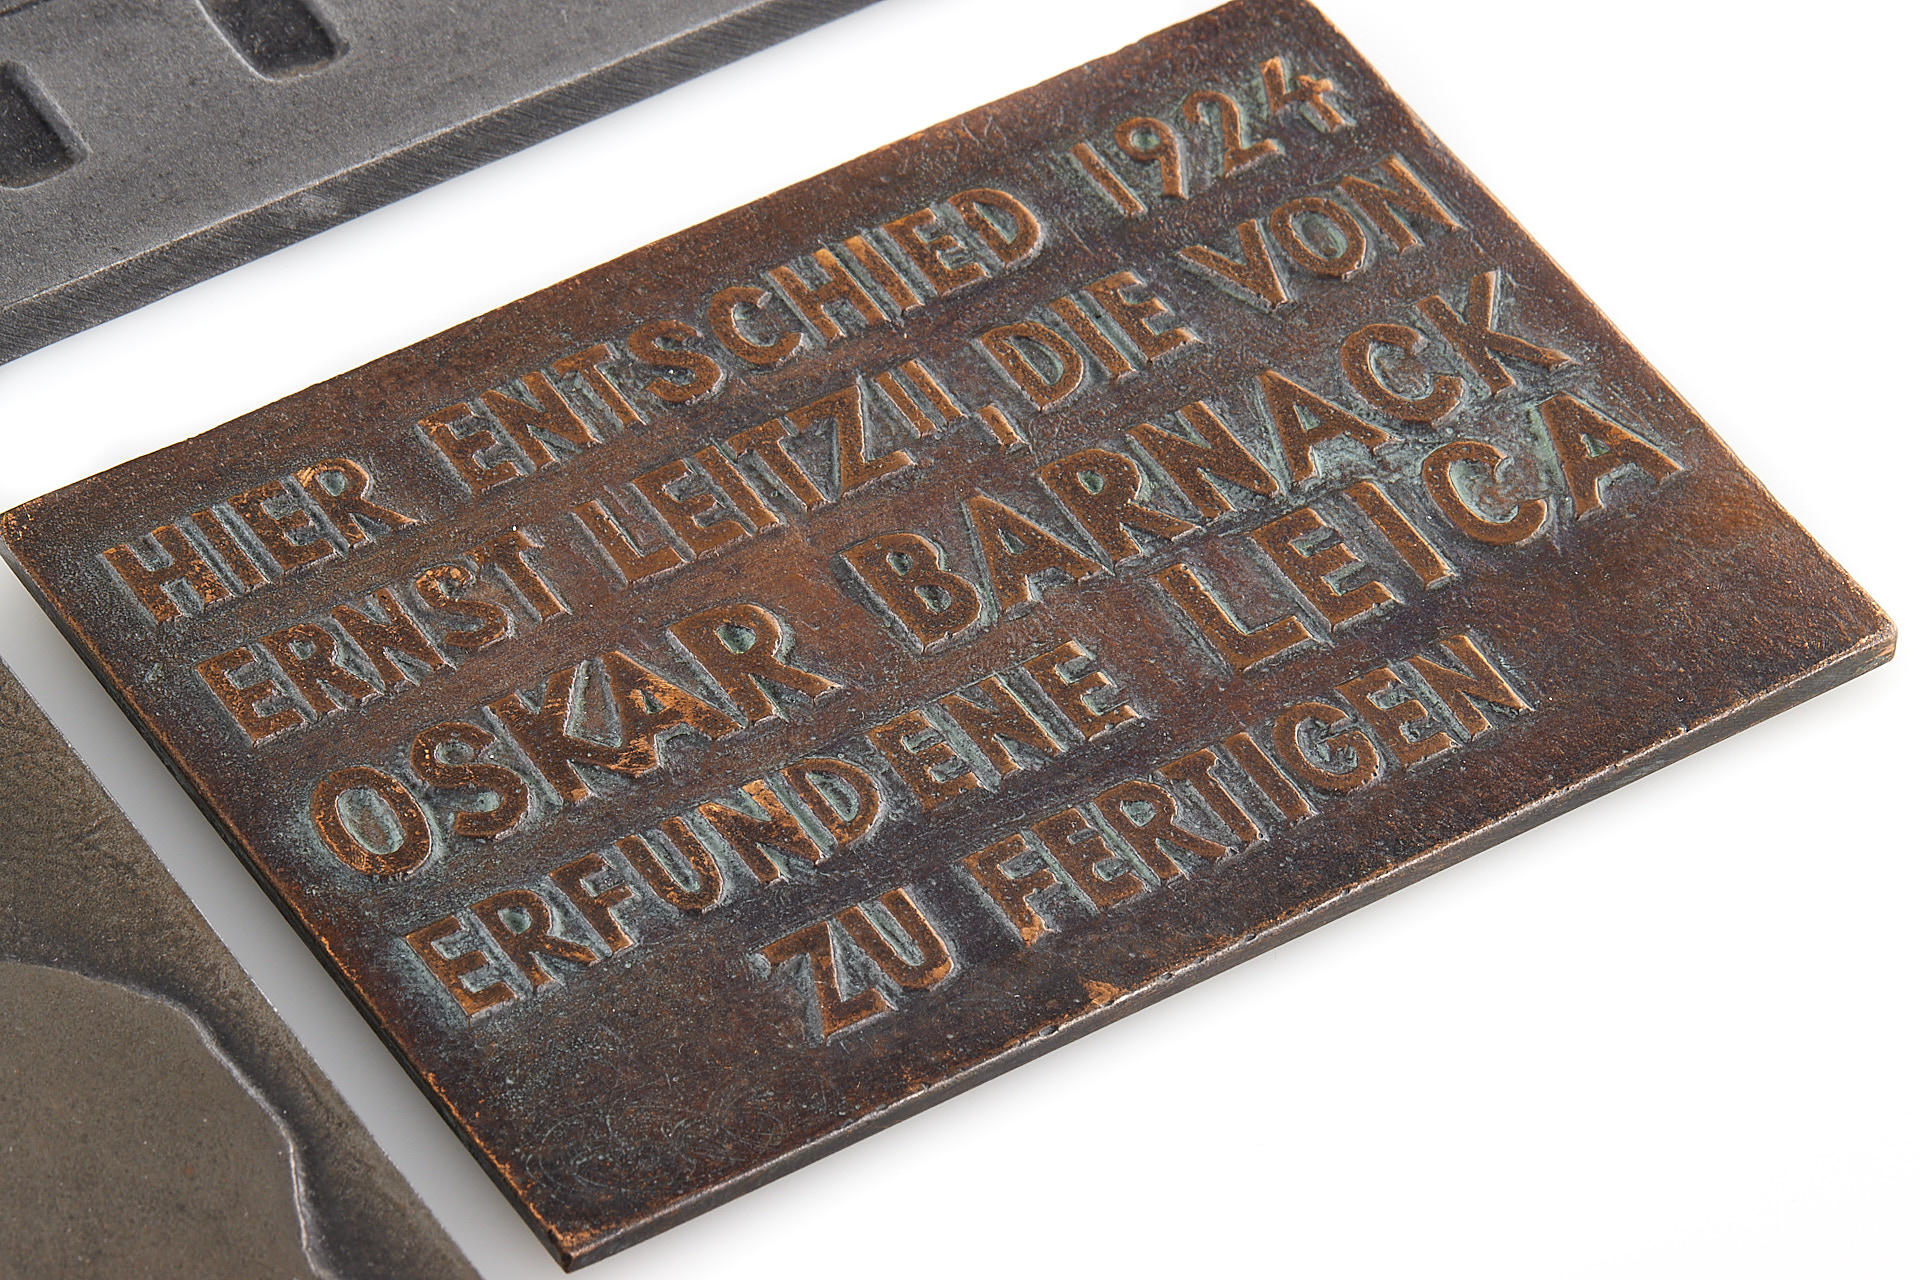 HIER ENTSCHIED 1924
ERNST LEITZ II, DIE VON
OSKAR BARNACK
ERFUNDENE LEICA
ZU FERTIGEN